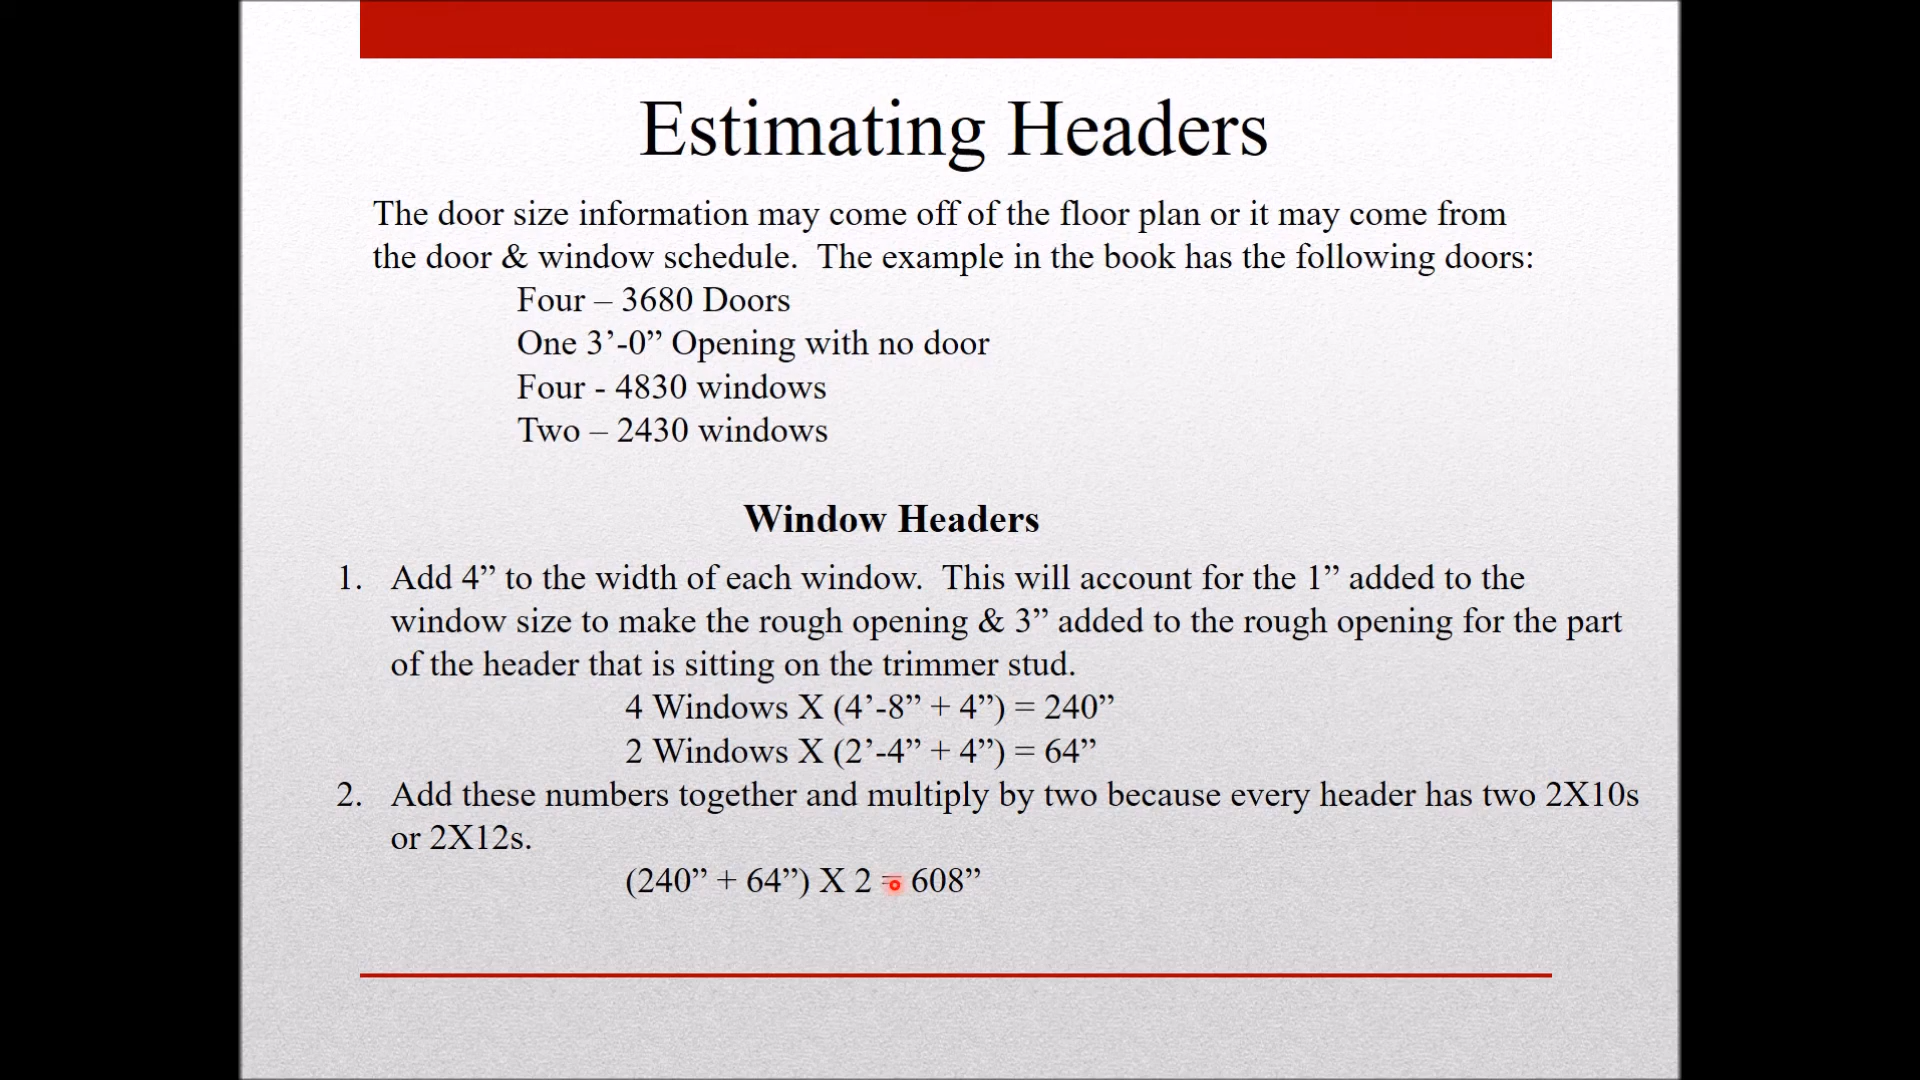 Estimating Headers
The door size information may come off of the floor plan or it may come from
the door & window schedule.  The example in the book has the following doors:
Four – 3680 Doors
One 3’-0” Opening with no door
Four - 4830 windows
Two – 2430 windows
Window Headers
1. Add 4” to the width of each window.  This will account for the 1” added to the
window size to make the rough opening & 3” added to the rough opening for the part
of the header that is sitting on the trimmer stud.
4 Windows X (4’-8” + 4”) = 240”
2 Windows X (2’-4” + 4”) = 64”
2. Add these numbers together and multiply by two because every header has two 2X10s
or 2X12s.
(240” + 64”) X 2 = 608”